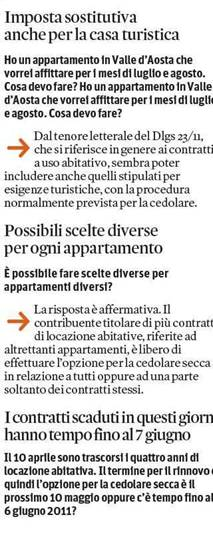 Imposta sostitutiva
anche per la casa turistica
Ho un appartamento in Valle d'Aosta che
vorrei affittare per i mesi di luglio e agosto.
Cosa devo fare? Ho un appartamento in Valle
d'Aosta che vorrei affittare per i mesi di luglio
e agosto. Cosa devo fare?
Dal tenore letterale del Dlgs 23/11,
che si riferisce in genere ai contratti
a uso abitativo, sembra poter
includere anche quelli stipulati per
esigenze turistiche, con la procedura
normalmente prevista per la cedolare.
Possibili scelte diverse
per ogni appartamento
È possibile fare scelte diverse per
appartamenti diversi?
La risposta è affermativa. Il
contribuente titolare di più contratt
di locazione abitative, riferite ad
altrettanti appartamenti, è libero di
effettuare l'opzione per la cedolare secca
in relazione a tutti oppure ad una parte
soltanto dei contratti stessi.
I contratti scaduti in questi giorn
hanno tempo fino al 7 giugno
Il 10 aprile sono trascorsi i quattro anni di
locazione abitativa. Il termine per il rinnovo e
quindi l'opzione per la cedolare secca è il
prossimo 10 maggio oppure c'è tempo fino al
6 giugno 2011?